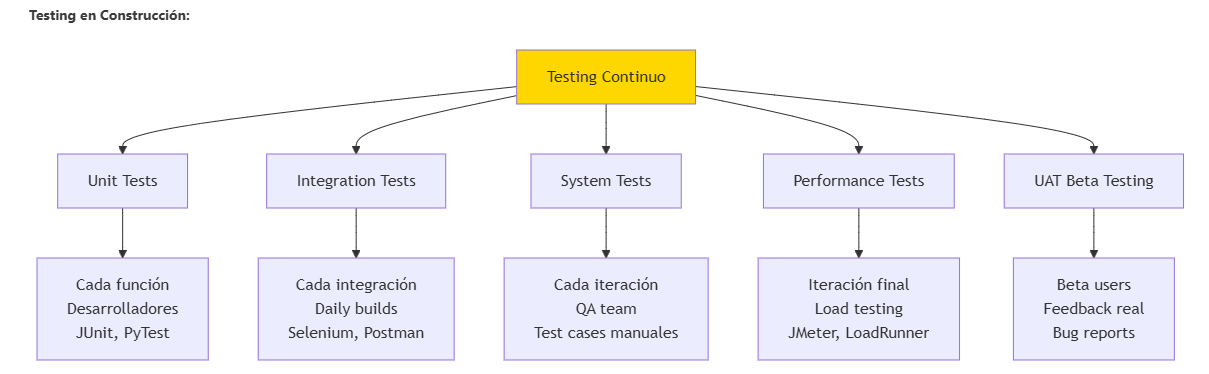 Testing en Construcción:
Testing Continuo
Unit Tests
Integration Tests
System Tests
Performance Tests
UAT Beta Testing
Cada función
Desarrolladores
JUnit, PyTest
Cada integración
Daily builds
Selenium, Postman
Cada iteración
QA team
Test cases manuales
Iteración final
Load testing
JMeter, LoadRunner
Beta users
Feedback real
Bug reports